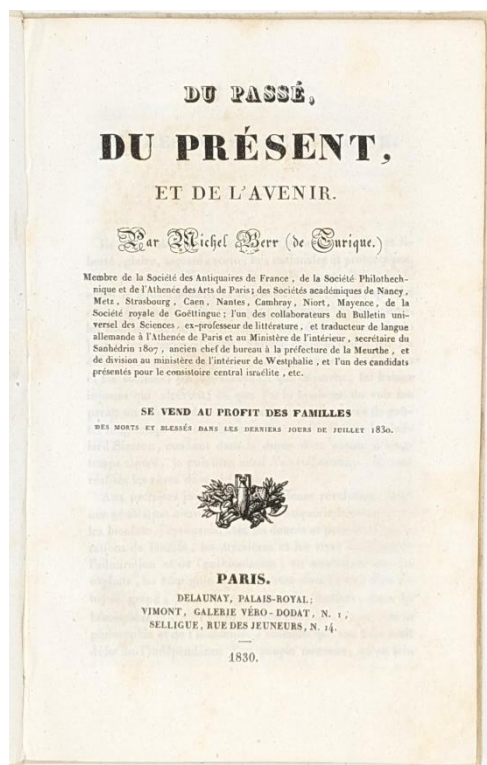 DU PASSÉ,
DU PRÉSENT,
ET DE L'AVENIR.
Par Michel Berr (de Turique.)
Membre de la Société des Antiquaires de France, de la Société Philothech-
nique et de l'Athenée des Arts de Paris; des Sociétés académiques de Nancy,
Metz, Strasbourg, Caen, Nantes, Cambray, Niort, Mayence, de la
Société royale de Goëttingue; l'un des collaborateurs du Bulletin uni-
versel des Sciences, ex-professeur de littérature, et traducteur de langue
allemande à l'Athenée de Paris et au Ministère de l'intérieur, secrétaire du
Sanhédrin 1807, ancien chef de bureau à la préfecture de la Meurthe, et
de division au ministère de l'intérieur de Westphalie, et l'un des candidats
présentés pour le consistoire central israélite, etc.
SE VEND AU PROFIT DES FAMILLES
DES MORTS ET BLESSÉS DANS LES DERNIERS JOURS DE JUILLET 1830.
PARIS.
DELAUNAY, PALAIS-ROYAL;
VIMONT, GALERIE VÉRO-DODAT, N. 1,
SELLIGUE, RUE DES JEUNEURS, N. 14.
1830.